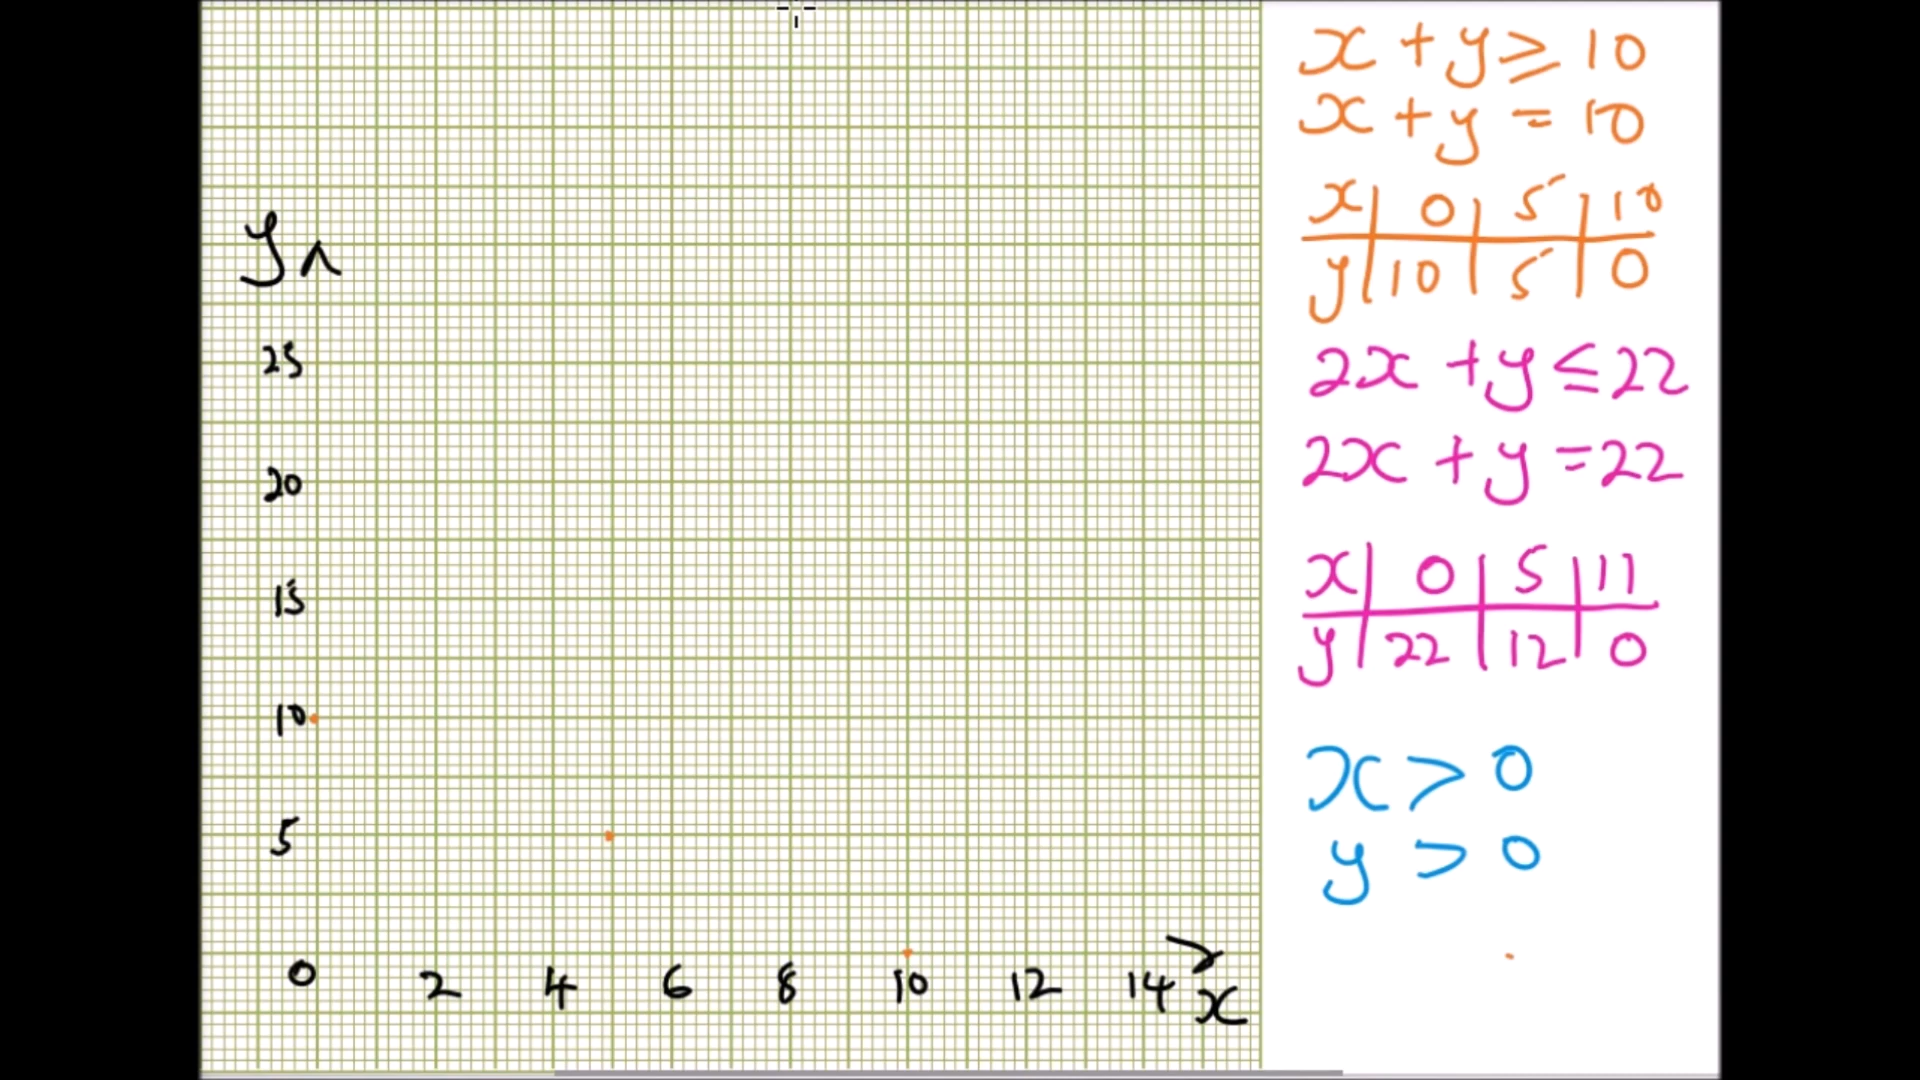 x + y ≥ 10
x + y = 10
x | 0 | 5 | 10
y | 10 | 5 | 0
2x + y ≤ 22
2x + y = 22
x | 0 | 5 | 11
y | 22 | 12 | 0
x > 0
y > 0
y
25
20
15
10
5
0 2 4 6 8 10 12 14
x